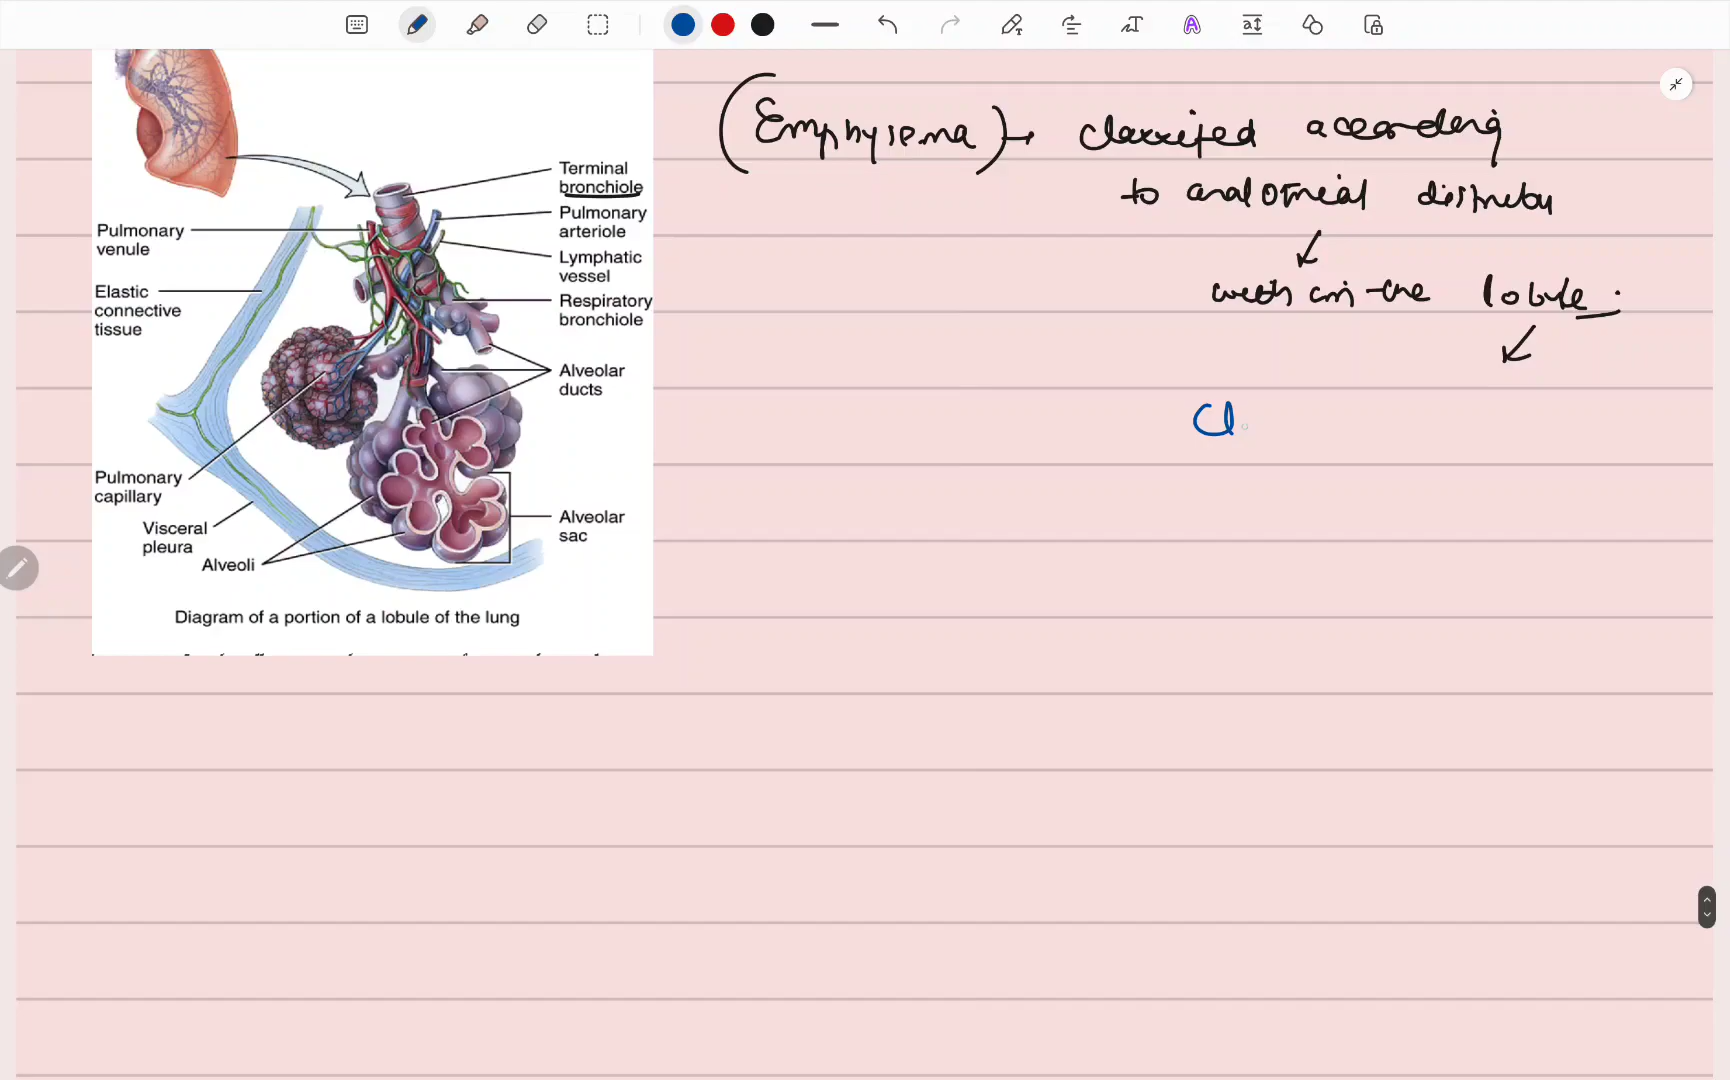 Terminal
bronchiole
Pulmonary
arteriole
Pulmonary
venule
Lymphatic
vessel
Elastic
connective
tissue
Respiratory
bronchiole
Alveolar
ducts
Pulmonary
capillary
Visceral
pleura
Alveolar
sac
Alveoli
Diagram of a portion of a lobule of the lung
(Emphysema) → classified according
to anatomical distribu
within the lobule.
Cl